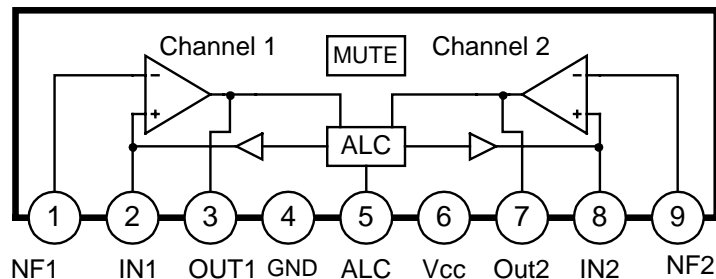 Channel 1
MUTE
Channel 2
−
+
−
+
ALC
1 2 3 4 5 6 7 8 9
NF1 IN1 OUT1 GND ALC Vcc Out2 IN2 NF2